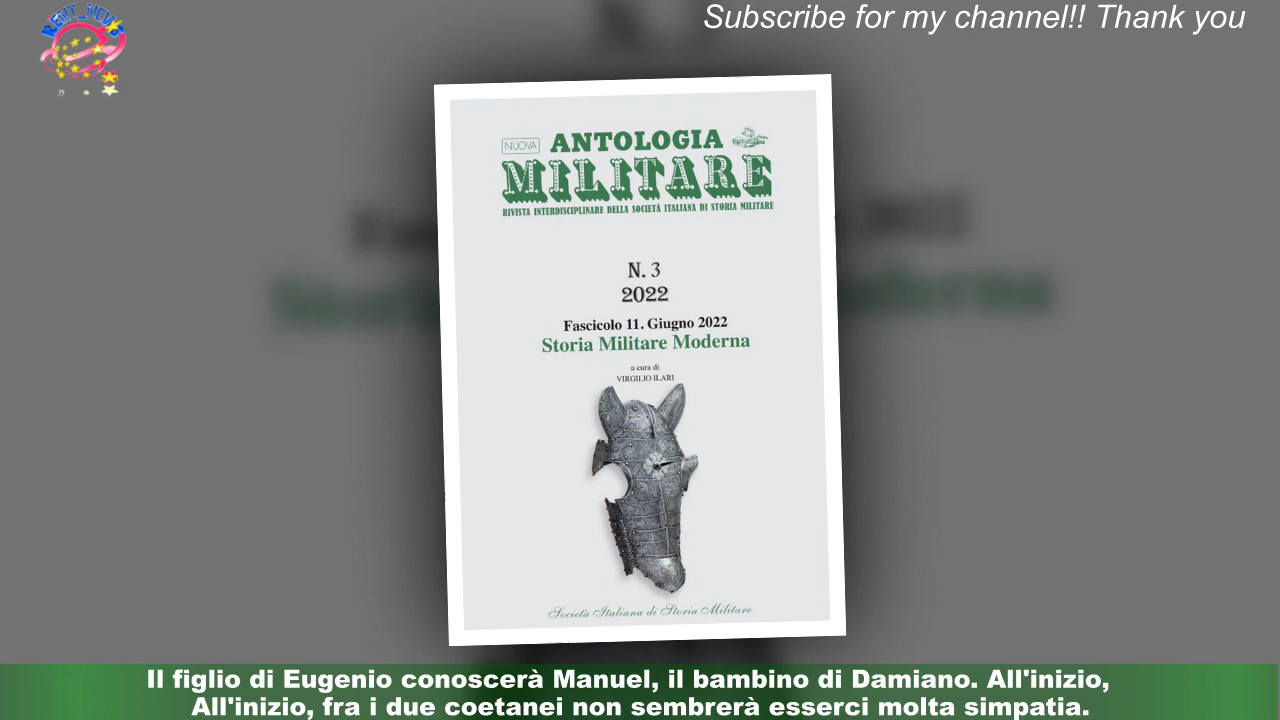 RENT_NEWS
Subscribe for my channel!! Thank you
NUOVA
ANTOLOGIA
MILITARE
RIVISTA INTERDISCIPLINARE DELLA SOCIETÀ ITALIANA DI STORIA MILITARE
N. 3
2022
Fascicolo 11. Giugno 2022
Storia Militare Moderna
a cura di
VIRGILIO ILARI
Società Italiana di Storia Militare
Il figlio di Eugenio conoscerà Manuel, il bambino di Damiano. All'inizio,
All'inizio, fra i due coetanei non sembrerà esserci molta simpatia.